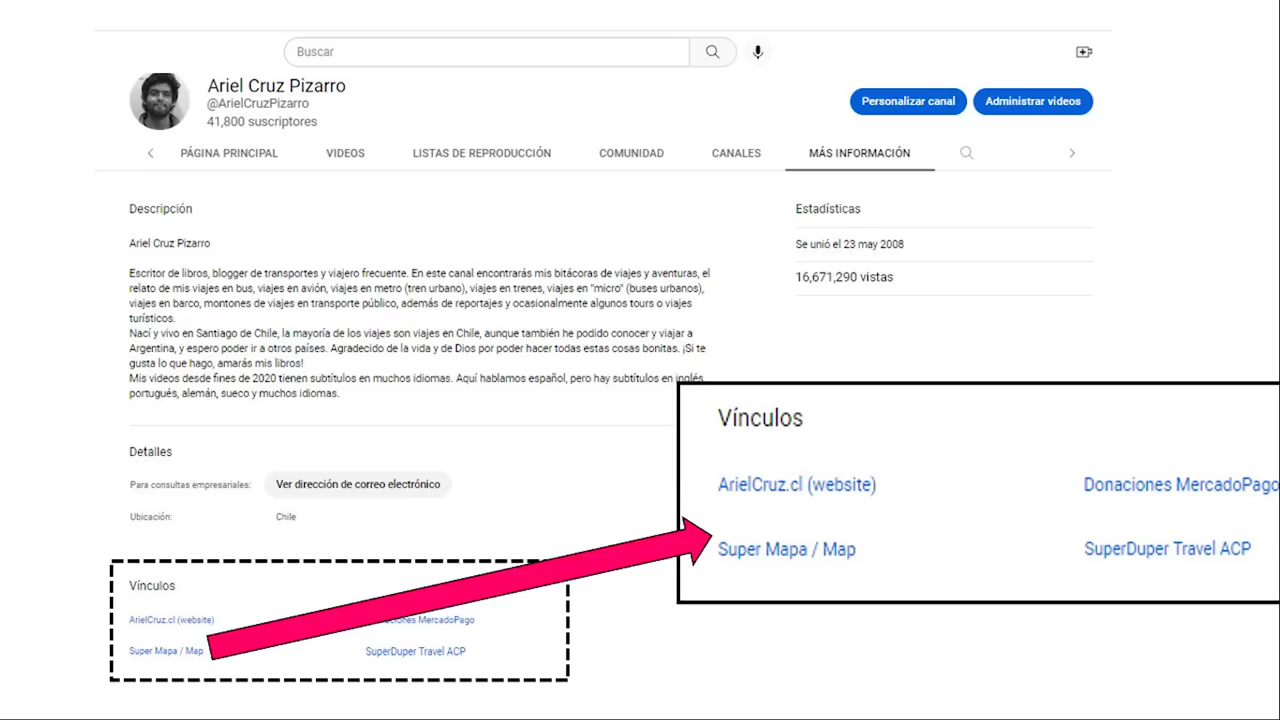 Buscar
Ariel Cruz Pizarro
@ArielCruzPizarro
41,800 suscriptores
Personalizar canal
Administrar videos
PÁGINA PRINCIPAL
VIDEOS
LISTAS DE REPRODUCCIÓN
COMUNIDAD
CANALES
MÁS INFORMACIÓN
Descripción
Ariel Cruz Pizarro
Escritor de libros, blogger de transportes y viajero frecuente. En este canal encontrarás mis bitácoras de viajes y aventuras, el
relato de mis viajes en bus, viajes en avión, viajes en metro (tren urbano), viajes en trenes, viajes en "micro" (buses urbanos),
viajes en barco, montones de viajes en transporte público, además de reportajes y ocasionalmente algunos tours o viajes
turísticos.
Nací y vivo en Santiago de Chile, la mayoría de los viajes son viajes en Chile, aunque también he podido conocer y viajar a
Argentina, y espero poder ir a otros países. Agradecido de la vida y de Dios por poder hacer todas estas cosas bonitas. ¡Si te
gusta lo que hago, amarás mis libros!
Mis videos desde fines de 2020 tienen subtítulos en muchos idiomas. Aquí hablamos español, pero hay subtítulos en inglés
portugués, alemán, sueco y muchos idiomas.
Estadísticas
Se unió el 23 may 2008
16,671,290 vistas
Detalles
Para consultas empresariales:
Ver dirección de correo electrónico
Ubicación:
Chile
Vínculos
ArielCruz.cl (website)
MercadoPago
Super Mapa / Map
SuperDuper Travel ACP
Vínculos
ArielCruz.cl (website)
Donaciones MercadoPago
Super Mapa / Map
SuperDuper Travel ACP